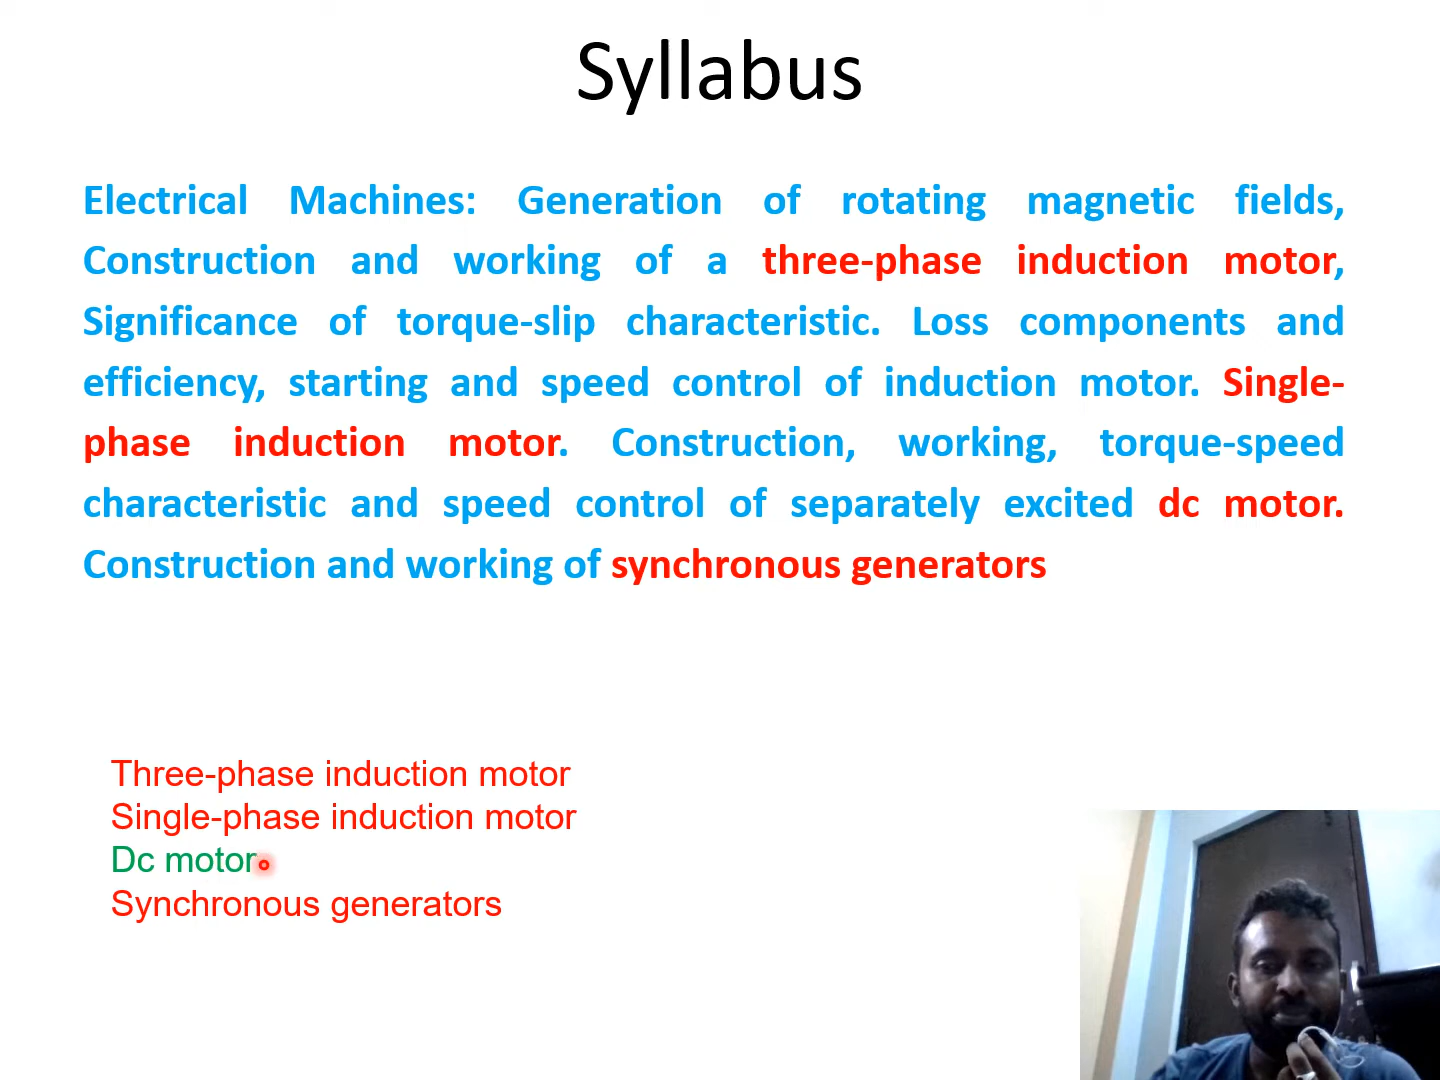 Syllabus
Electrical Machines: Generation of rotating magnetic fields,
Construction and working of a three-phase induction motor,
Significance of torque-slip characteristic. Loss components and
efficiency, starting and speed control of induction motor. Single-
phase induction motor. Construction, working, torque-speed
characteristic and speed control of separately excited dc motor.
Construction and working of synchronous generators
Three-phase induction motor
Single-phase induction motor
Dc motor
Synchronous generators